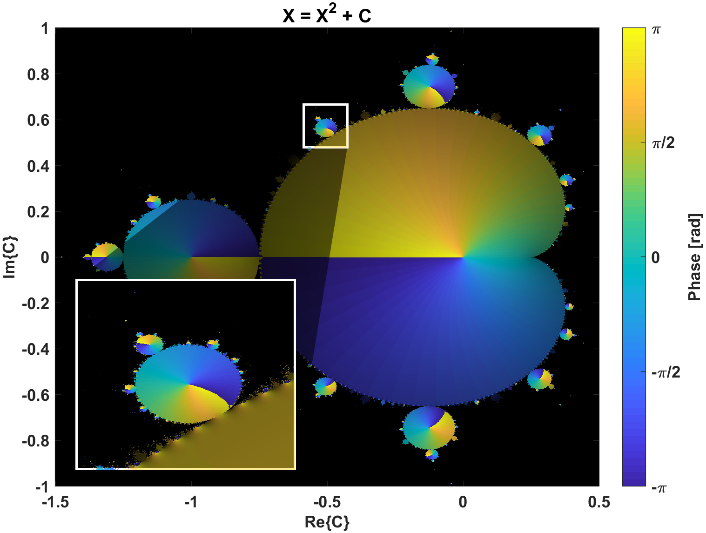 X = X² + C
1
0.8
0.6
0.4
0.2
0
-0.2
-0.4
-0.6
-0.8
-1
Im{C}
-1.5
-1
-0.5
0
0.5
Re{C}
π
π/2
0
-π/2
-π
Phase [rad]